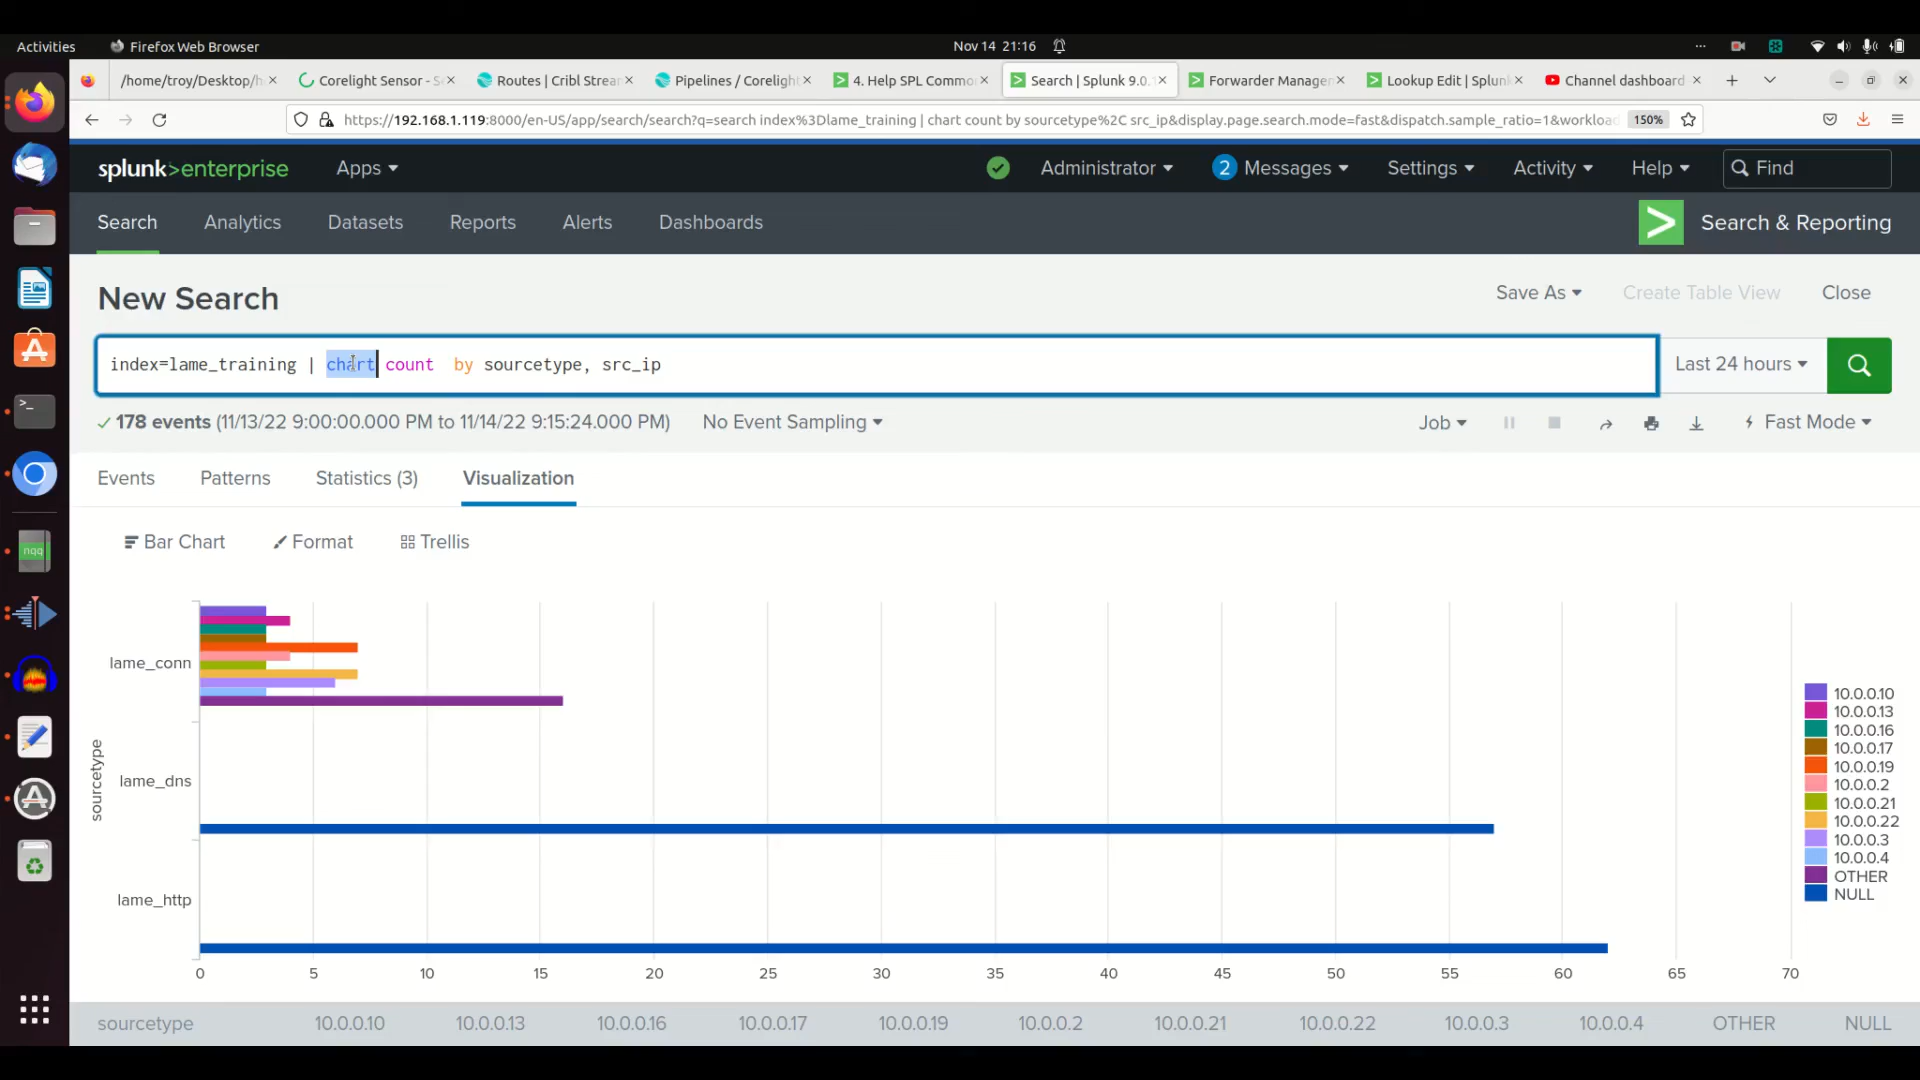 Activities
Firefox Web Browser
Nov 14 21:16
/home/troy/Desktop/h
Corelight Sensor - S
Routes | Cribl Strea
Pipelines / Corelight
4. Help SPL Commo
Search | Splunk 9.0.
Forwarder Manage
Lookup Edit | Splunk
Channel dashboard
https://192.168.1.119:8000/en-US/app/search/search?q=search index%3Dlame_training | chart count by sourcetype%2C src_ip&display.page.search.mode=fast&dispatch.sample_ratio=1&workloa
150%
splunk>enterprise
Apps
Administrator
2 Messages
Settings
Activity
Help
Find
Search
Analytics
Datasets
Reports
Alerts
Dashboards
Search & Reporting
New Search
Save As
Create Table View
Close
index=lame_training | chart count by sourcetype, src_ip
Last 24 hours
178 events (11/13/22 9:00:00.000 PM to 11/14/22 9:15:24.000 PM)
No Event Sampling
Job
Fast Mode
Events
Patterns
Statistics (3)
Visualization
Bar Chart
Format
Trellis
nqq
sourcetype
lame_conn
lame_dns
lame_http
0 5 10 15 20 25 30 35 40 45 50 55 60 65 70
10.0.0.10
10.0.0.13
10.0.0.16
10.0.0.17
10.0.0.19
10.0.0.2
10.0.0.21
10.0.0.22
10.0.0.3
10.0.0.4
OTHER
NULL
sourcetype 10.0.0.10 10.0.0.13 10.0.0.16 10.0.0.17 10.0.0.19 10.0.0.2 10.0.0.21 10.0.0.22 10.0.0.3 10.0.0.4 OTHER NULL